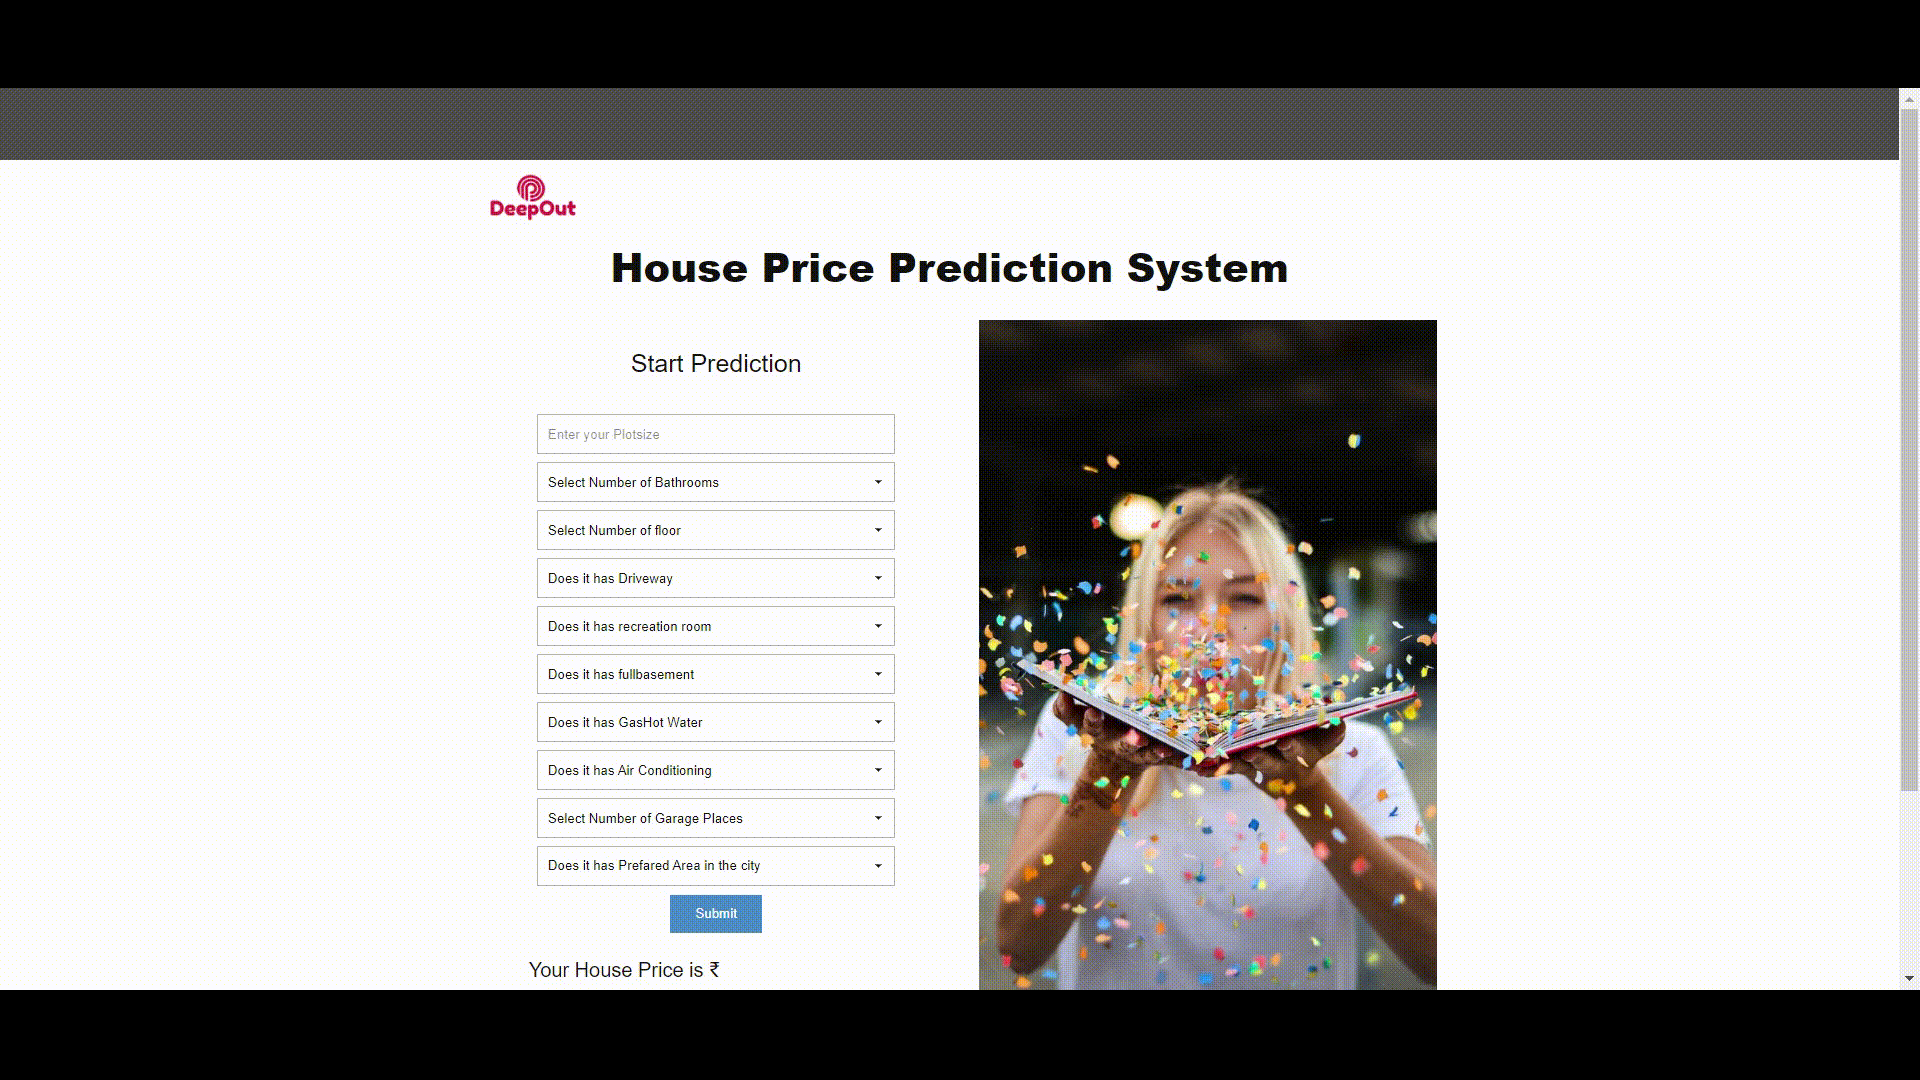 DeepOut
House Price Prediction System
Start Prediction
Enter your Plotsize
Select Number of Bathrooms
Select Number of floor
Does it has Driveway
Does it has recreation room
Does it has fullbasement
Does it has GasHot Water
Does it has Air Conditioning
Select Number of Garage Places
Does it has Prefared Area in the city
Submit
Your House Price is ₹